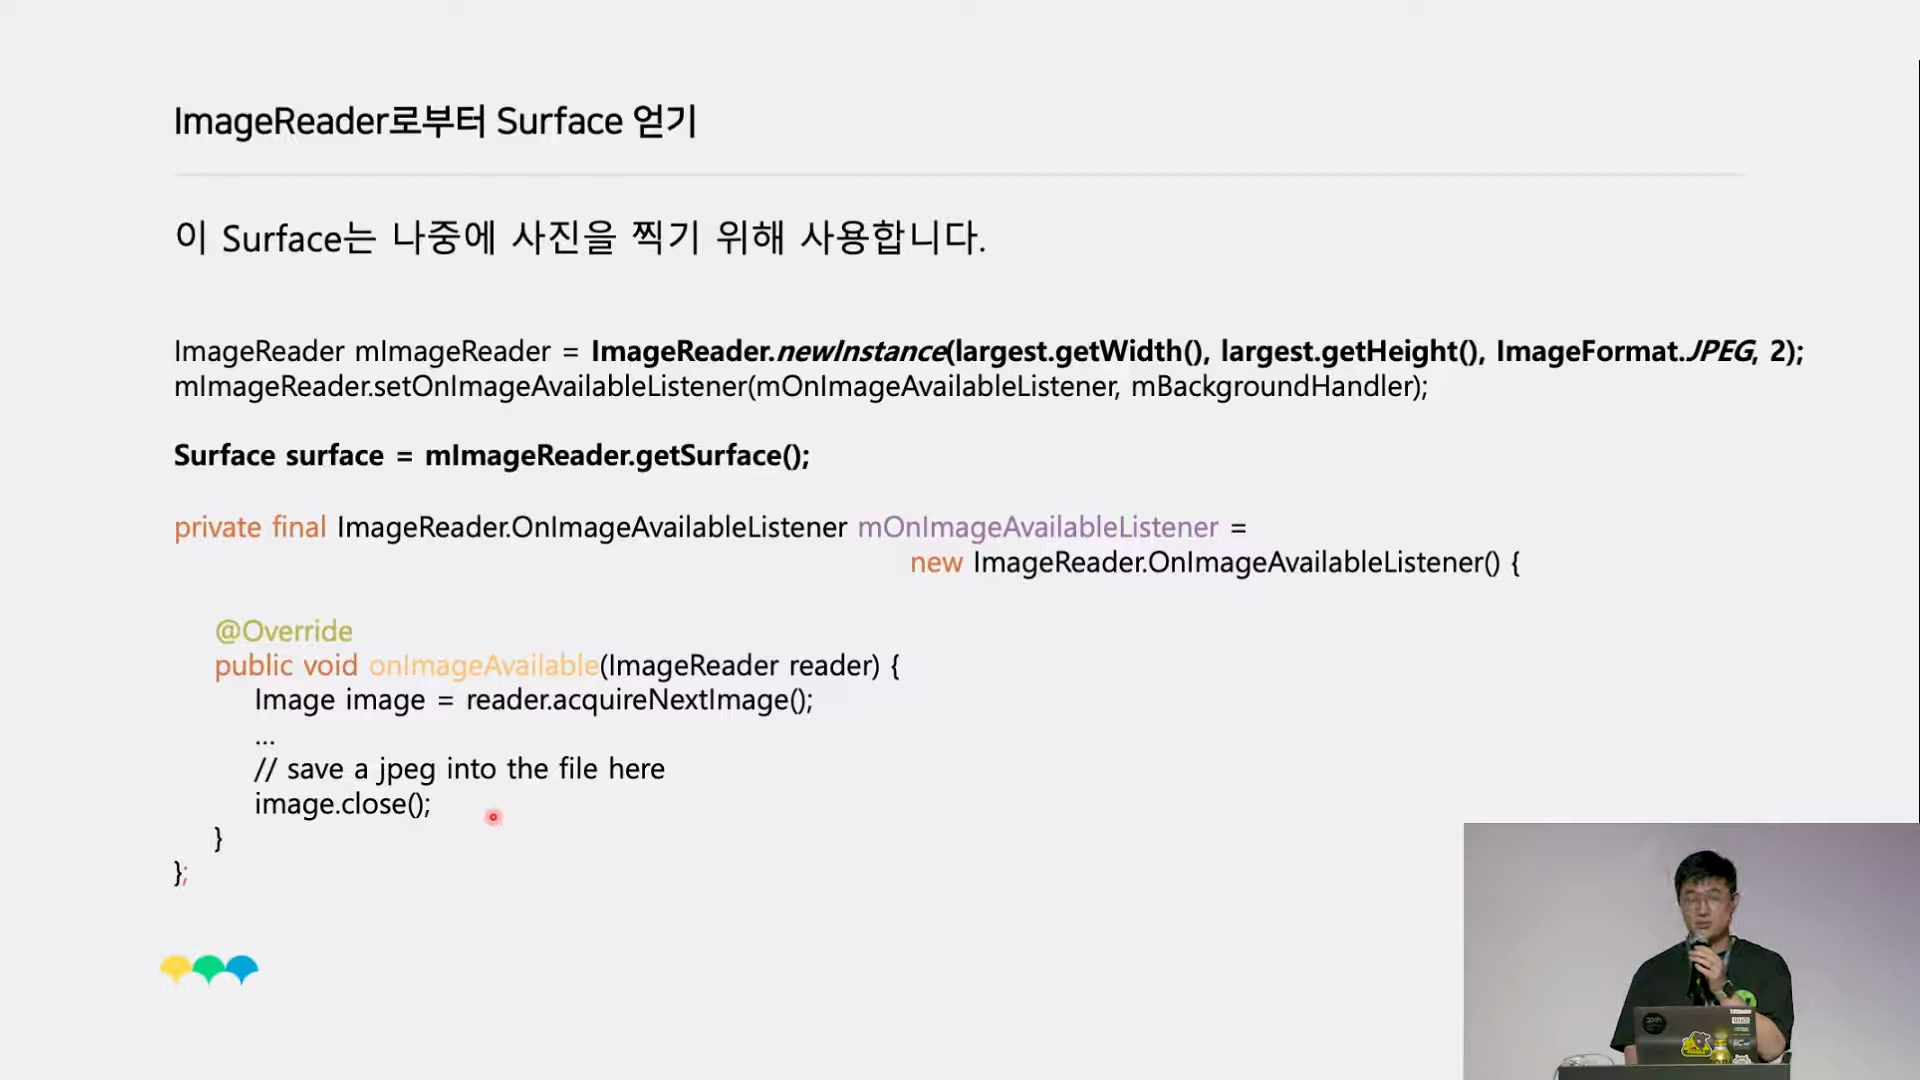 ImageReader로부터 Surface 얻기
이 Surface는 나중에 사진을 찍기 위해 사용합니다.
ImageReader mImageReader = ImageReader.newInstance(largest.getWidth(), largest.getHeight(), ImageFormat.JPEG, 2);
mImageReader.setOnImageAvailableListener(mOnImageAvailableListener, mBackgroundHandler);
Surface surface = mImageReader.getSurface();
private final ImageReader.OnImageAvailableListener mOnImageAvailableListener =
new ImageReader.OnImageAvailableListener() {
@Override
public void onImageAvailable(ImageReader reader) {
Image image = reader.acquireNextImage();
...
// save a jpeg into the file here
image.close();
}
};